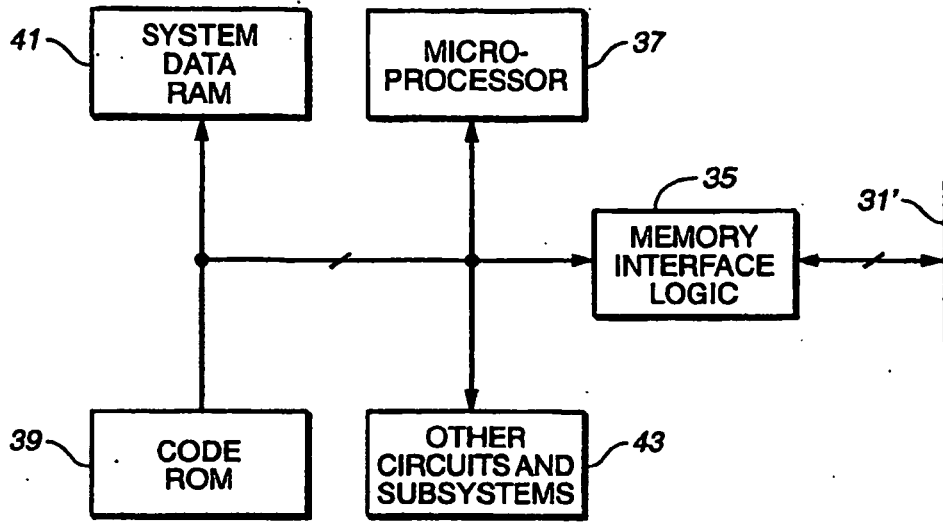 41
SYSTEM
DATA
RAM
MICRO-
PROCESSOR
37
35
MEMORY
INTERFACE
LOGIC
31'
39
CODE
ROM
OTHER
CIRCUITS AND
SUBSYSTEMS
43